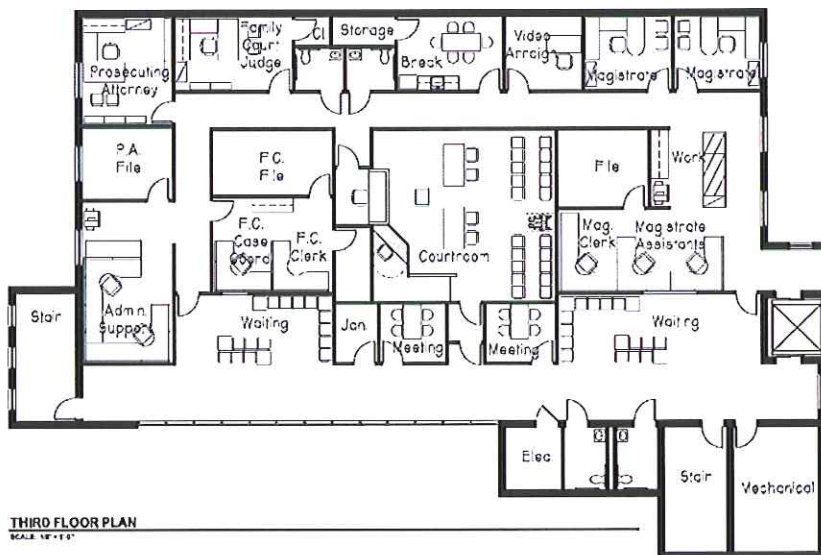 Prosecuting
Attorney
Family
Court
Judge
Cl
Storage
Break
Video
Arraign
Magistrate
Magistrate
P.A.
File
F.C.
File
File
Work
F.C.
Case
F.C.
Clerk
Courtroom
Mag.
Clerk
Magistrate
Assistants
Stair
Admin.
Support
Waiting
Jan.
Meeting
Meeting
Waiting
Elec
Stair
Mechanical
THIRD FLOOR PLAN